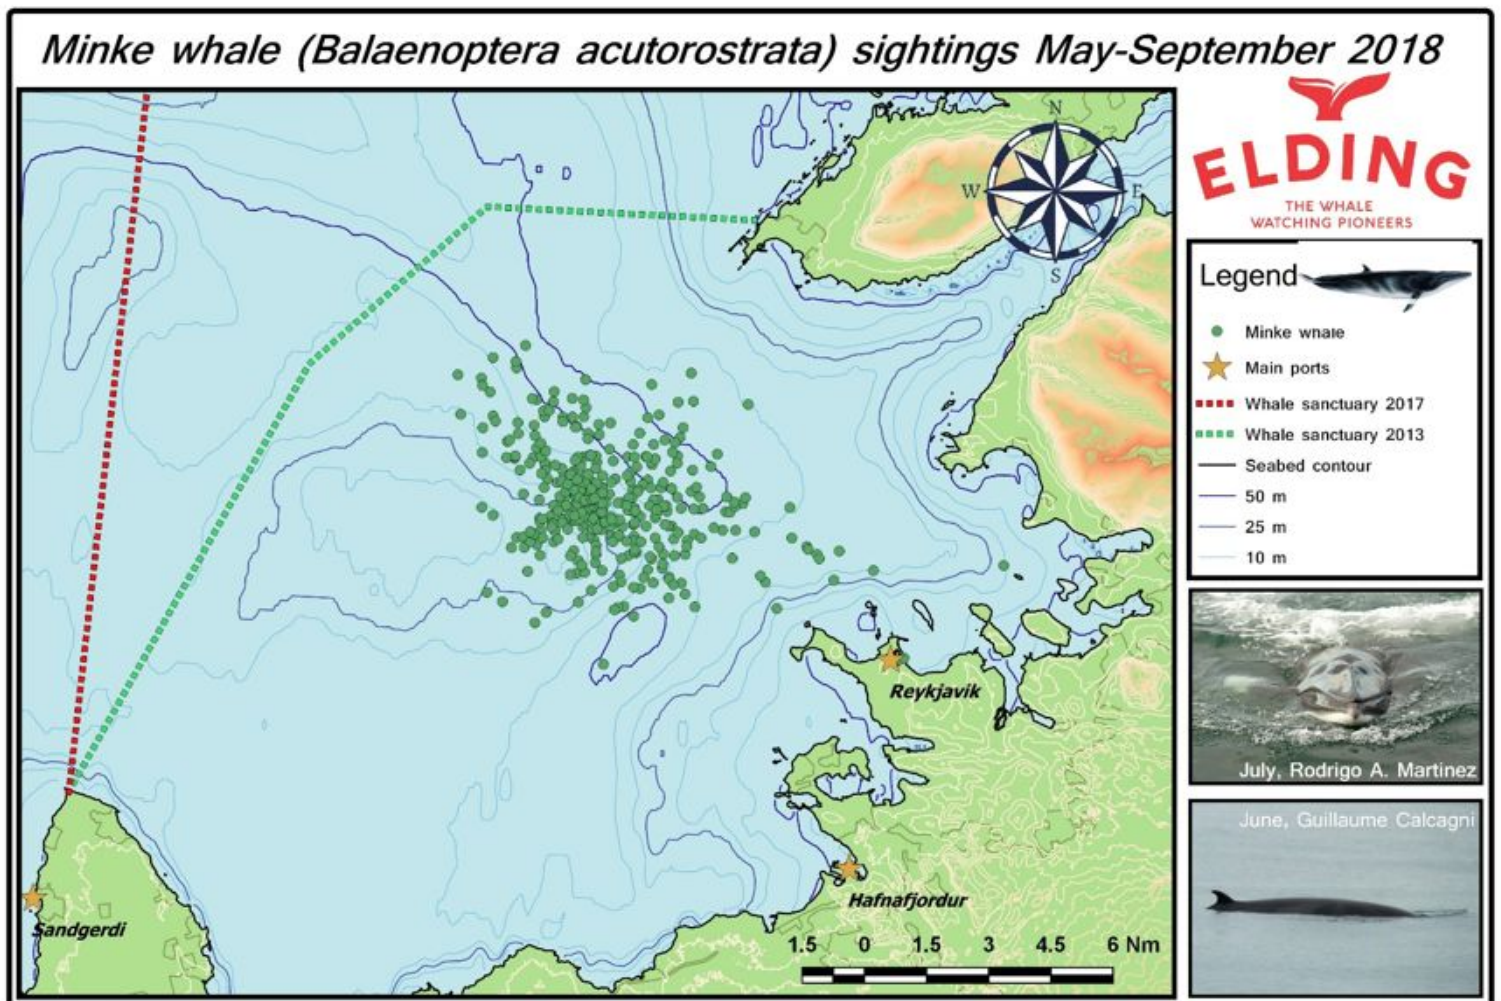 Minke whale (Balaenoptera acutorostrata) sightings May-September 2018
N
W
E
S
ELDING
THE WHALE
WATCHING PIONEERS
Legend
Minke wnale
Main ports
Whale sanctuary 2017
Whale sanctuary 2013
Seabed contour
50 m
25 m
10 m
Reykjavik
Hafnafjordur
Sandgerdi
1.5 0 1.5 3 4.5 6 Nm
July, Rodrigo A. Martinez
June, Guillaume Calcagni